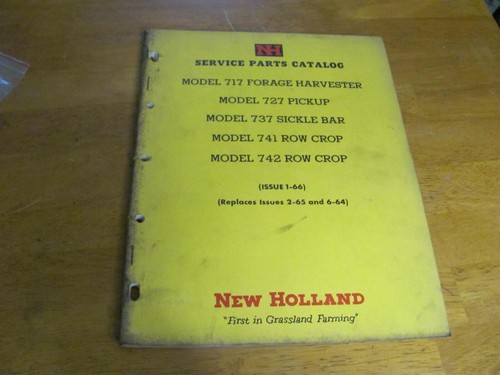 NH
SERVICE PARTS CATALOG
MODEL 717 FORAGE HARVESTER
MODEL 727 PICKUP
MODEL 737 SICKLE BAR
MODEL 741 ROW CROP
MODEL 742 ROW CROP
(ISSUE 1-66)
(Replaces Issues 2-65 and 6-64)
NEW HOLLAND
"First in Grassland Farming"